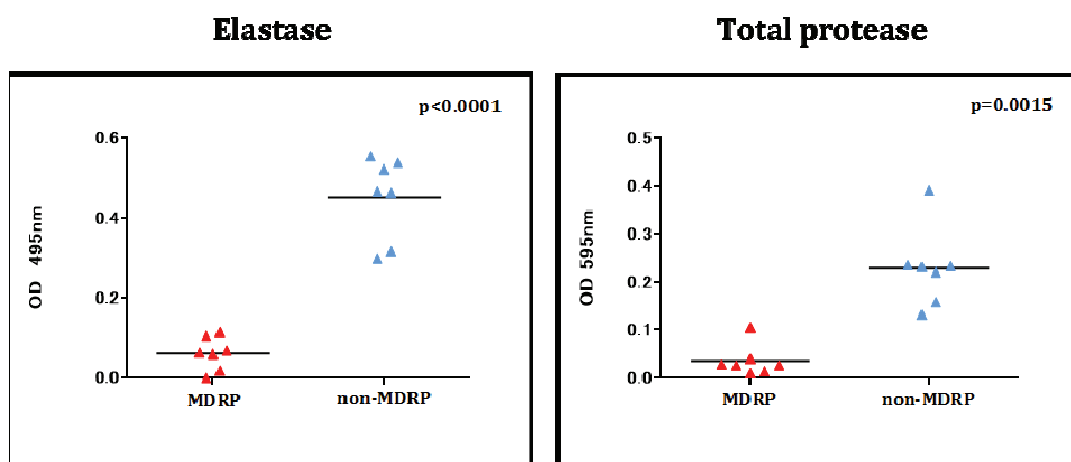 Elastase
p<0.0001
OD 495nm
0.6
0.4
0.2
0.0
MDRP
non-MDRP
Total protease
p=0.0015
OD 595nm
0.5
0.4
0.3
0.2
0.1
0.0
MDRP
non-MDRP